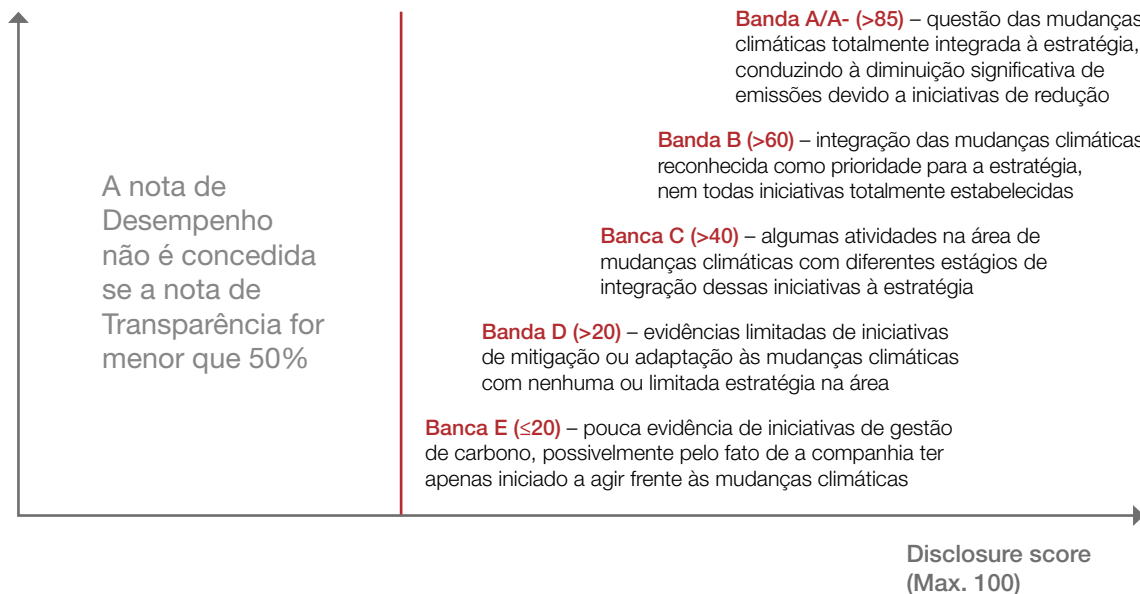 Banda A/A- (>85) – questão das mudanças
climáticas totalmente integrada à estratégia,
conduzindo à diminuição significativa de
emissões devido a iniciativas de redução
Banda B (>60) – integração das mudanças climáticas
reconhecida como prioridade para a estratégia,
nem todas iniciativas totalmente estabelecidas
A nota de
Desempenho
não é concedida
se a nota de
Transparência for
menor que 50%
Banca C (>40) – algumas atividades na área de
mudanças climáticas com diferentes estágios de
integração dessas iniciativas à estratégia
Banda D (>20) – evidências limitadas de iniciativas
de mitigação ou adaptação às mudanças climáticas
com nenhuma ou limitada estratégia na área
Banca E (≤20) – pouca evidência de iniciativas de gestão
de carbono, possivelmente pelo fato de a companhia ter
apenas iniciado a agir frente às mudanças climáticas
Disclosure score
(Max. 100)